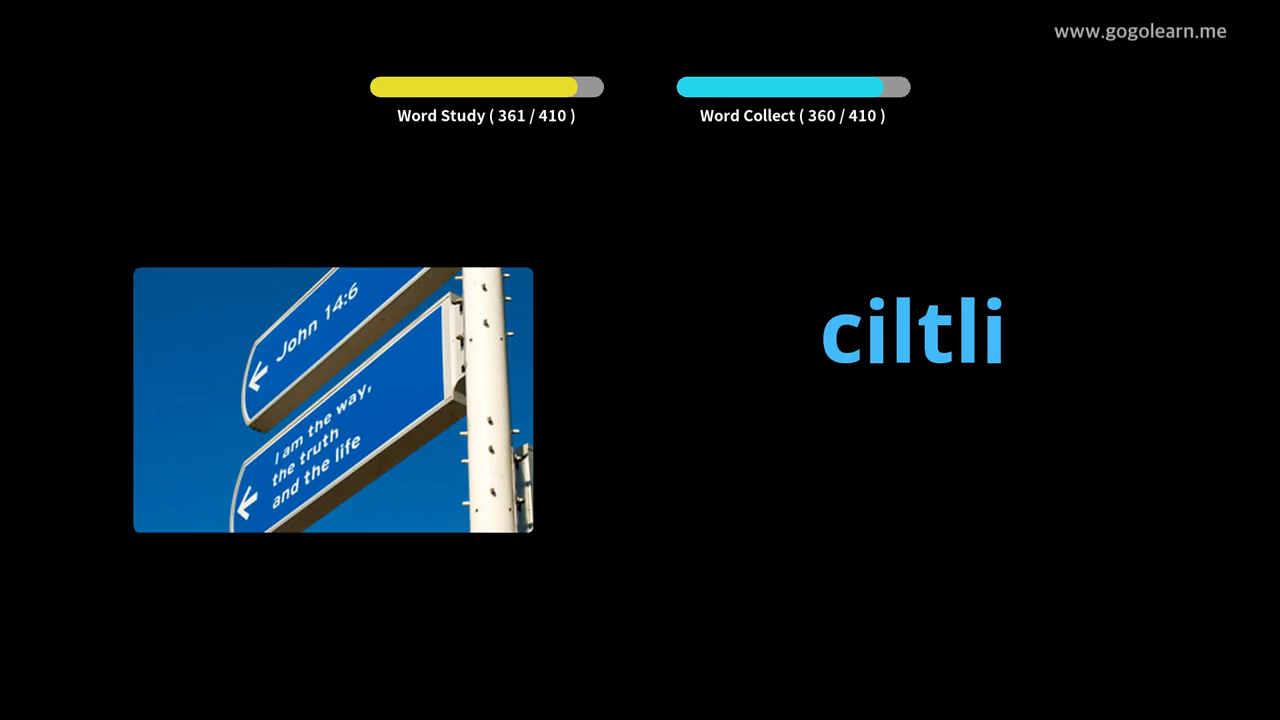 www.gogolearn.me
Word Study ( 361 / 410 )
Word Collect ( 360 / 410 )
John 14:6
I am the way,
the truth
and the life
ciltli